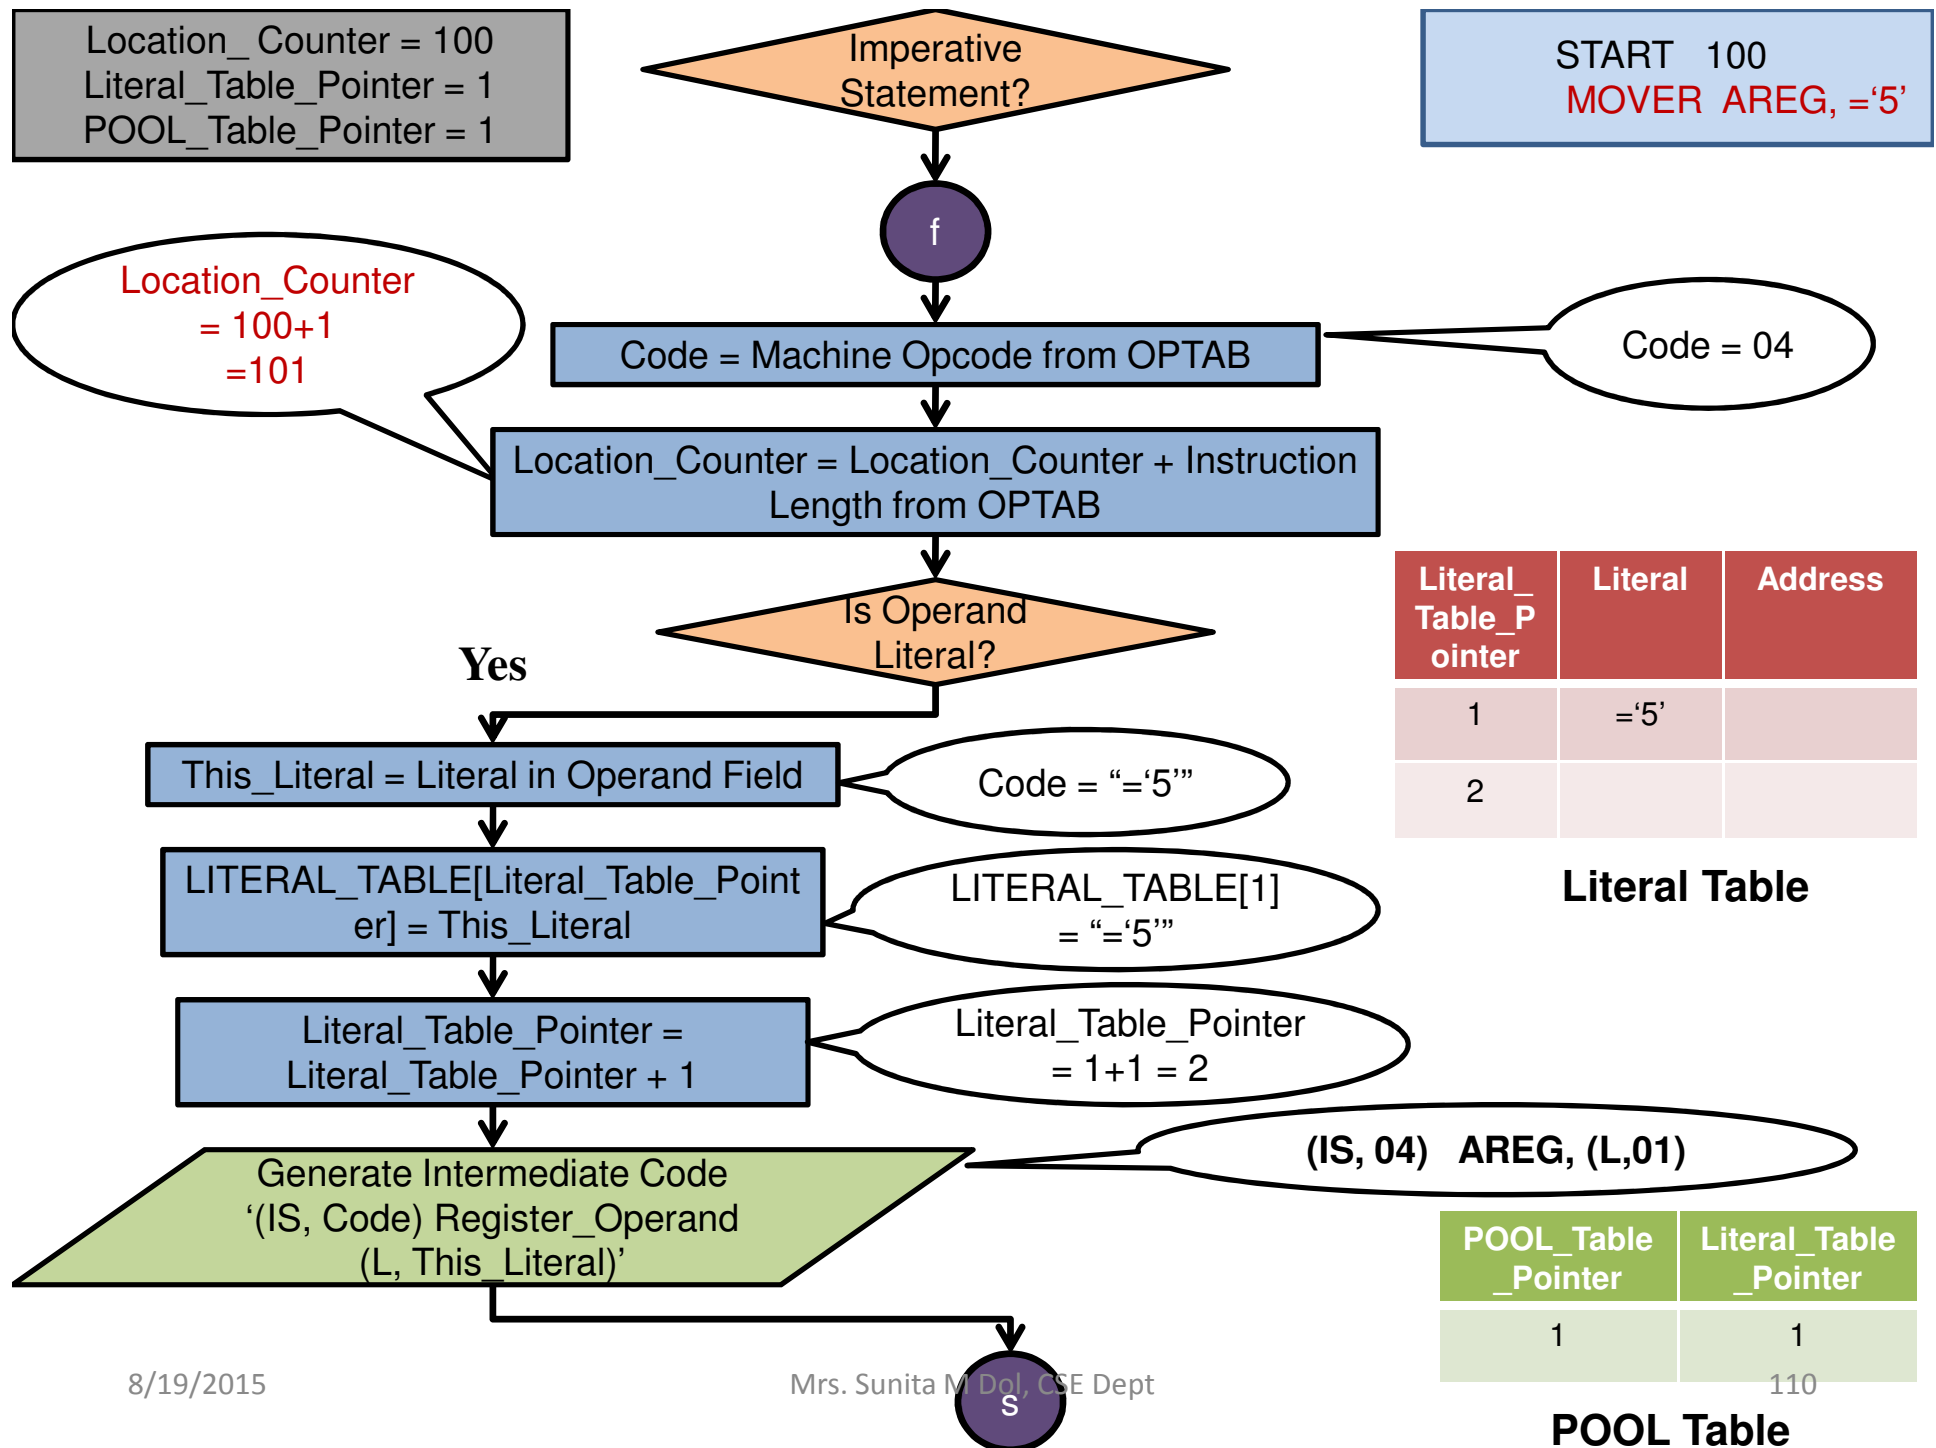 Location_ Counter = 100
Literal_Table_Pointer = 1
POOL_Table_Pointer = 1
Imperative
Statement?
START 100
MOVER AREG, =‘5’
f
Location_Counter
= 100+1
=101
Code = Machine Opcode from OPTAB
Code = 04
Location_Counter = Location_Counter + Instruction
Length from OPTAB
Is Operand
Literal?
Yes
Literal_
Table_P
ointer
Literal
Address
1
=‘5’
2
Literal Table
This_Literal = Literal in Operand Field
Code = “=‘5’”
LITERAL_TABLE[Literal_Table_Point
er] = This_Literal
LITERAL_TABLE[1]
= “=‘5’”
Literal_Table_Pointer =
Literal_Table_Pointer + 1
Literal_Table_Pointer
= 1+1 = 2
Generate Intermediate Code
‘(IS, Code) Register_Operand
(L, This_Literal)’
(IS, 04) AREG, (L,01)
POOL_Table
_Pointer
Literal_Table
_Pointer
1
1
8/19/2015
Mrs. Sunita M Dol, CSE Dept
110
s
POOL Table